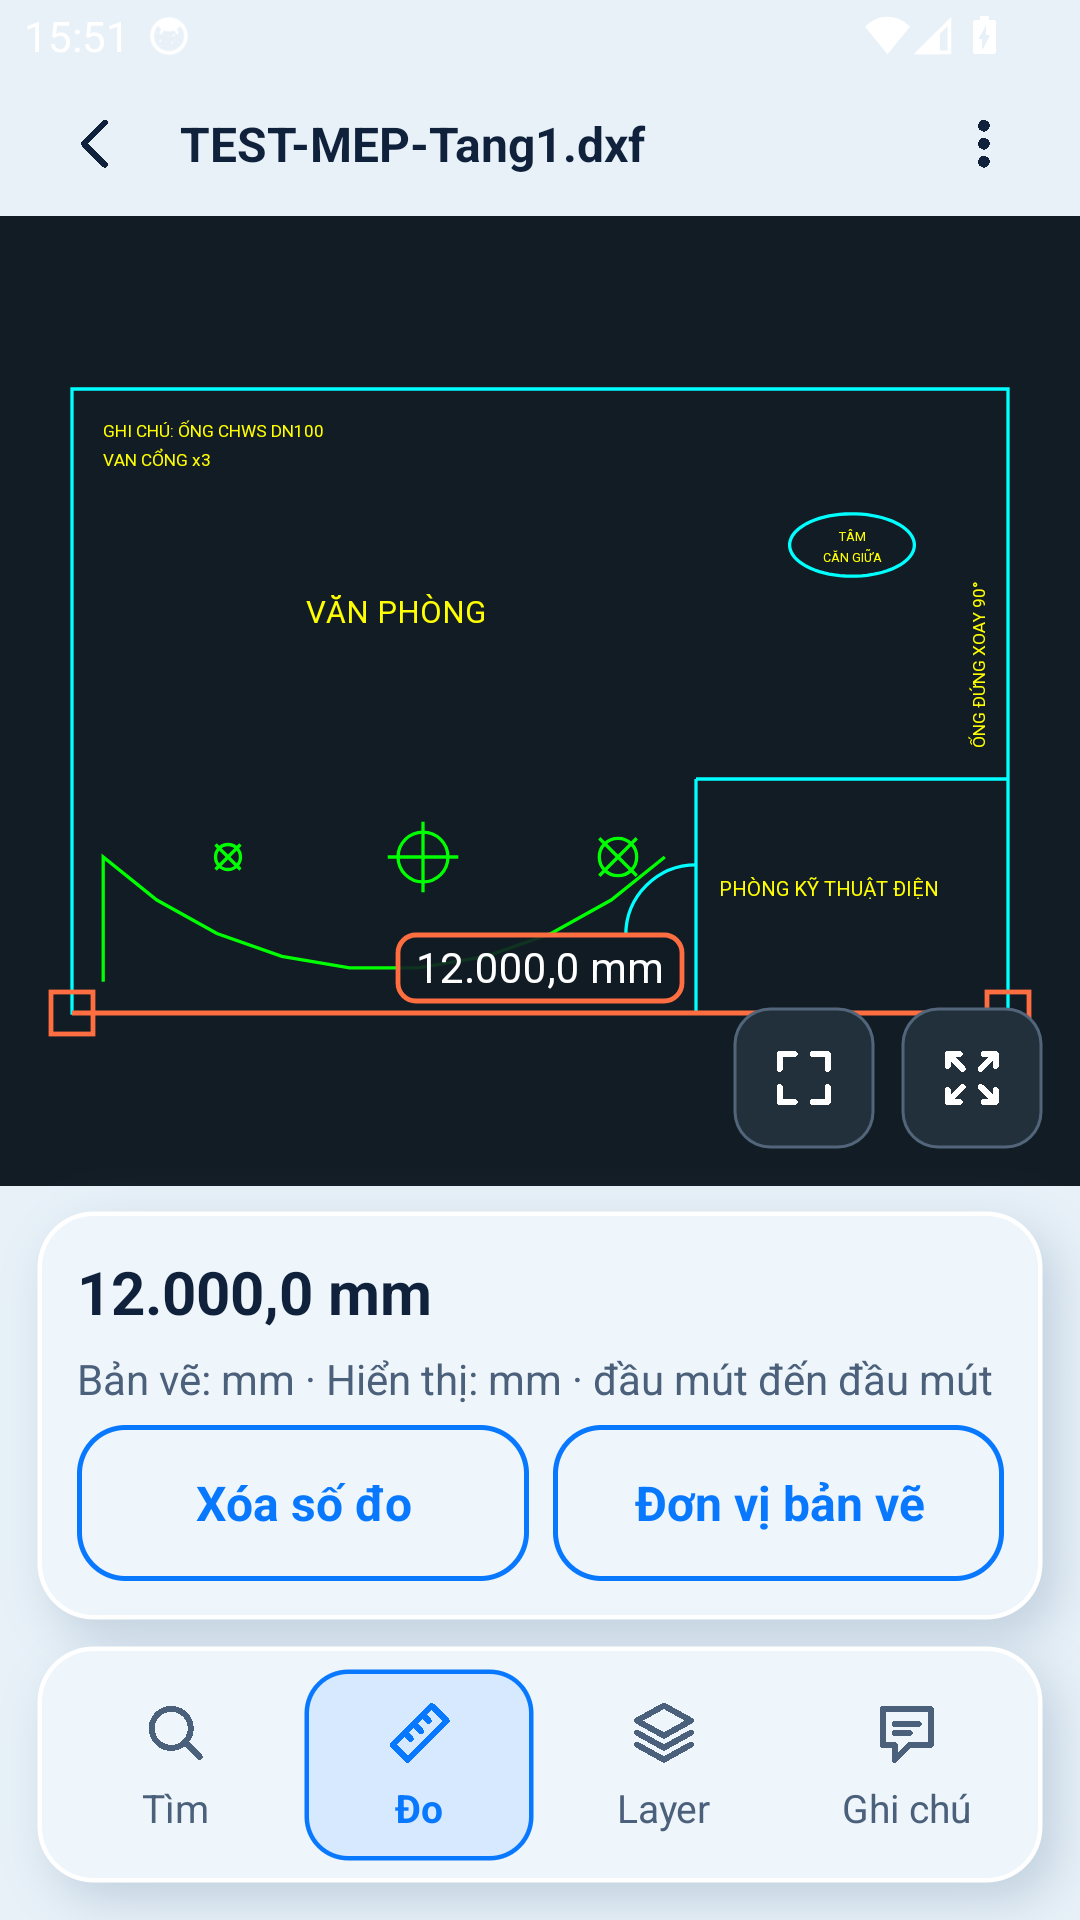 15:51
TEST-MEP-Tang1.dxf
GHI CHÚ: ỐNG CHWS DN100
VAN CỔNG x3
TÂM
CĂN GIỮA
VĂN PHÒNG
ỐNG ĐỨNG XOAY 90°
PHÒNG KỸ THUẬT ĐIỆN
12.000,0 mm
12.000,0 mm
Bản vẽ: mm · Hiển thị: mm · đầu mút đến đầu mút
Xóa số đo
Đơn vị bản vẽ
Tìm
Đo
Layer
Ghi chú